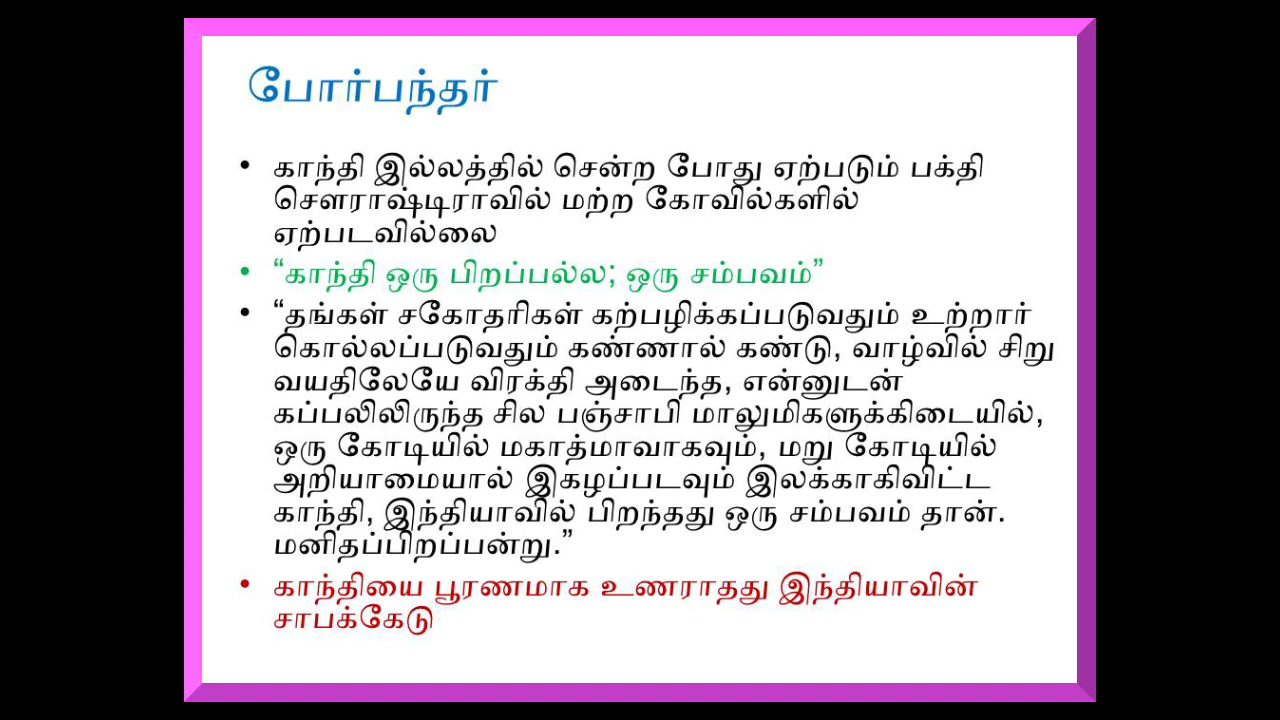 போர்பந்தர்
• காந்தி இல்லத்தில் சென்ற போது ஏற்படும் பக்தி
சௌராஷ்டிராவில் மற்ற கோவில்களில்
ஏற்படவில்லை
• “காந்தி ஒரு பிறப்பல்ல; ஒரு சம்பவம்”
• “தங்கள் சகோதரிகள் கற்பழிக்கப்படுவதும் உற்றார்
கொல்லப்படுவதும் கண்ணால் கண்டு, வாழ்வில் சிறு
வயதிலேயே விரக்தி அடைந்த, என்னுடன்
கப்பலிலிருந்த சில பஞ்சாபி மாலுமிகளுக்கிடையில்,
ஒரு கோடியில் மகாத்மாவாகவும், மறு கோடியில்
அறியாமையால் இகழப்படவும் இலக்காகிவிட்ட
காந்தி, இந்தியாவில் பிறந்தது ஒரு சம்பவம் தான்.
மனிதப்பிறப்பன்று.”
• காந்தியை பூரணமாக உணராதது இந்தியாவின்
சாபக்கேடு